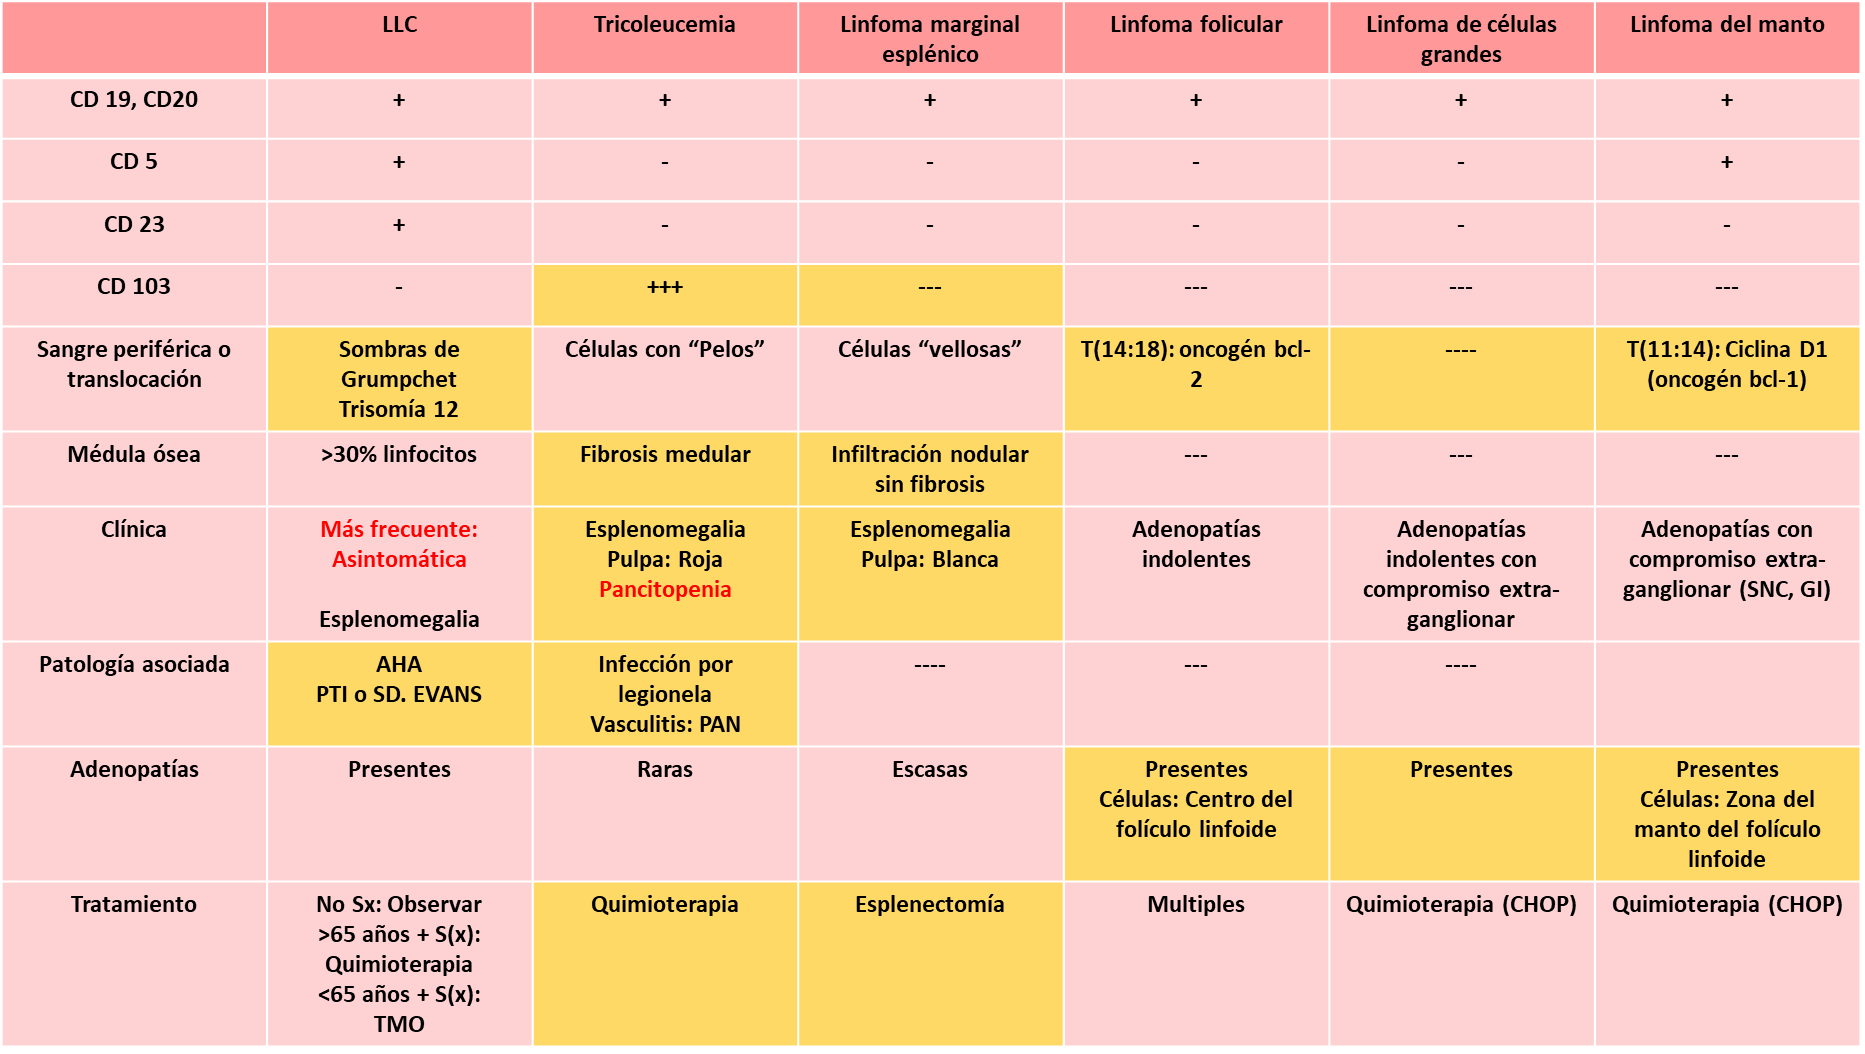 LLC
Tricoleucemia
Linfoma marginal
esplénico
Linfoma folicular
Linfoma de células
grandes
Linfoma del manto
CD 19, CD20
+
+
+
+
+
+
CD 5
+
-
-
-
-
+
CD 23
+
-
-
-
-
-
CD 103
-
+++
---
---
---
---
Sangre periférica o
translocación
Sombras de
Grumpchet
Trisomía 12
Células con “Pelos”
Células “vellosas”
T(14:18): oncogén bcl-
2
----
T(11:14): Ciclina D1
(oncogén bcl-1)
Médula ósea
>30% linfocitos
Fibrosis medular
Infiltración nodular
sin fibrosis
---
---
---
Clínica
Más frecuente:
Asintomática
Esplenomegalia
Esplenomegalia
Pulpa: Roja
Pancitopenia
Esplenomegalia
Pulpa: Blanca
Adenopatías
indolentes
Adenopatías
indolentes con
compromiso extra-
ganglionar
Adenopatías con
compromiso extra-
ganglionar (SNC, GI)
Patología asociada
AHA
PTI o SD. EVANS
Infección por
legionela
Vasculitis: PAN
----
---
----
Adenopatías
Presentes
Raras
Escasas
Presentes
Células: Centro del
folículo linfoide
Presentes
Presentes
Células: Zona del
manto del folículo
linfoide
Tratamiento
No Sx: Observar
>65 años + S(x):
Quimioterapia
<65 años + S(x):
TMO
Quimioterapia
Esplenectomía
Multiples
Quimioterapia (CHOP)
Quimioterapia (CHOP)